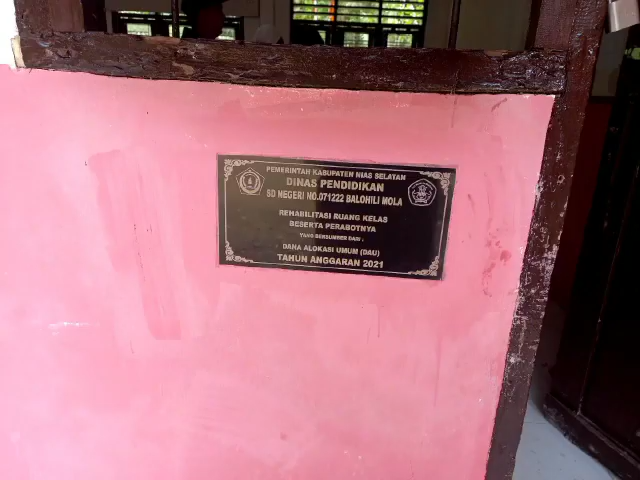 PEMERINTAH KABUPATEN NIAS SELATAN
DINAS PENDIDIKAN
SD NEGERI NO.071222 BALOHILI MOLA
REHABILITASI RUANG KELAS
BESERTA PERABOTNYA
YANG BERSUMBER DARI :
DANA ALOKASI UMUM (DAU)
TAHUN ANGGARAN 2021